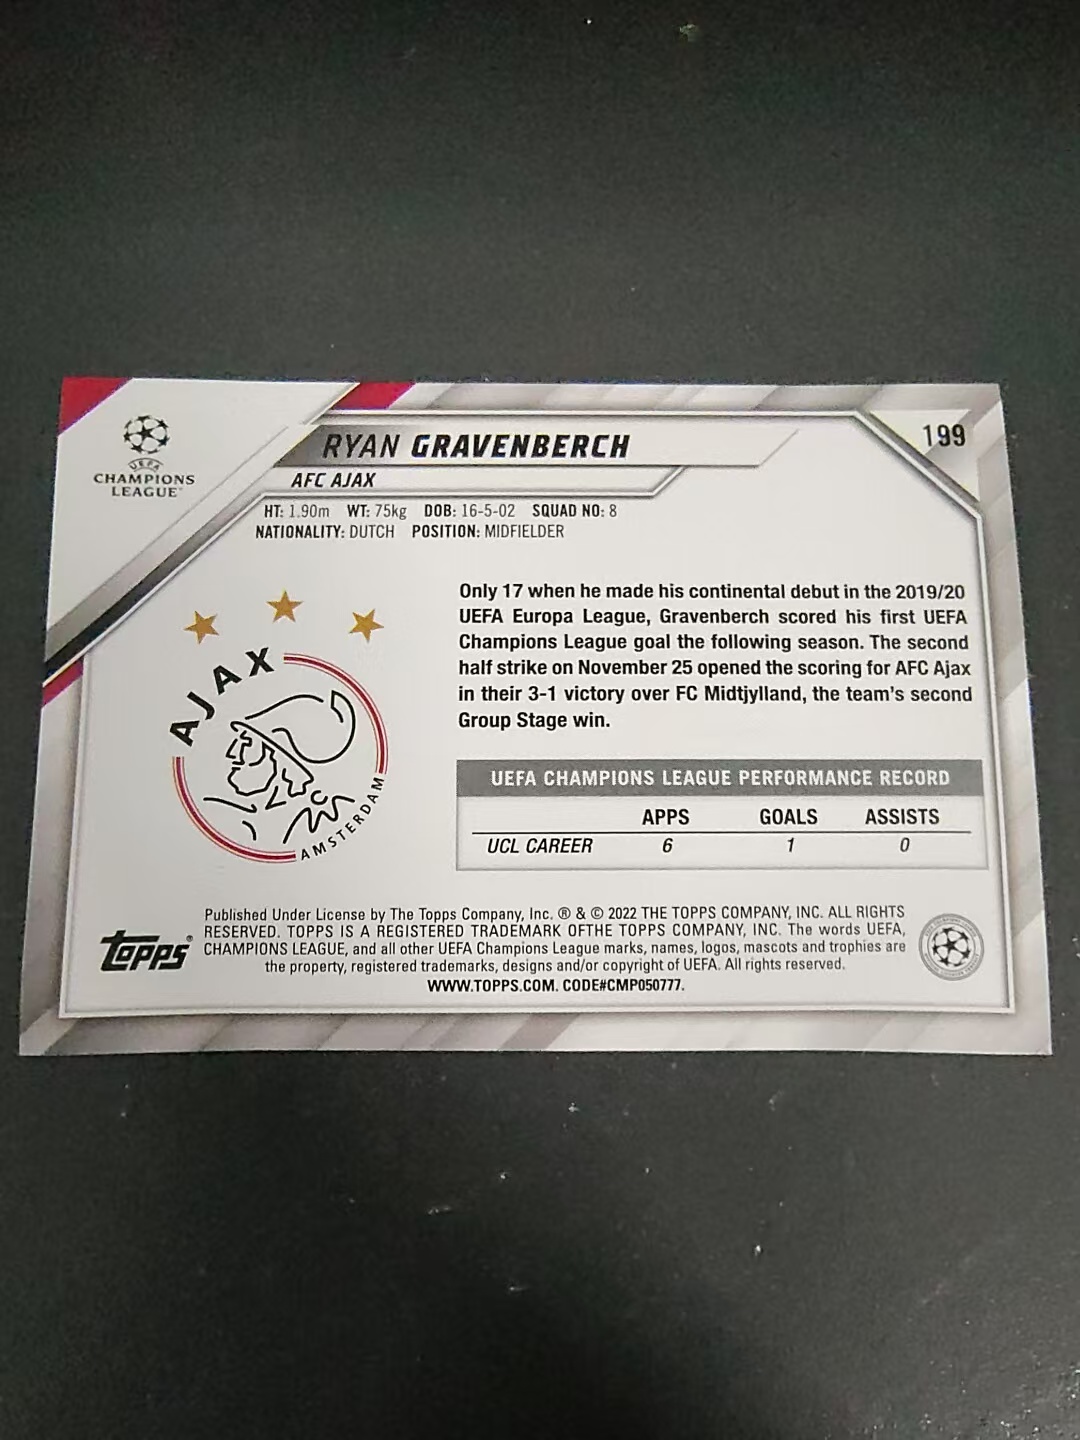 UEFA
CHAMPIONS
LEAGUE™
RYAN GRAVENBERCH
199
AFC AJAX
HT: 1.90m WT: 75kg DOB: 16-5-02 SQUAD NO: 8
NATIONALITY: DUTCH POSITION: MIDFIELDER
AJAX
AMSTERDAM
Only 17 when he made his continental debut in the 2019/20
UEFA Europa League, Gravenberch scored his first UEFA
Champions League goal the following season. The second
half strike on November 25 opened the scoring for AFC Ajax
in their 3-1 victory over FC Midtjylland, the team's second
Group Stage win.
UEFA CHAMPIONS LEAGUE PERFORMANCE RECORD
APPS GOALS ASSISTS
UCL CAREER 6 1 0
topps®
Published Under License by The Topps Company, Inc. ® & © 2022 THE TOPPS COMPANY, INC. ALL RIGHTS
RESERVED. TOPPS IS A REGISTERED TRADEMARK OFTHE TOPPS COMPANY, INC. The words UEFA,
CHAMPIONS LEAGUE, and all other UEFA Champions League marks, names, logos, mascots and trophies are
the property, registered trademarks, designs and/or copyright of UEFA. All rights reserved.
WWW.TOPPS.COM. CODE#CMP050777.